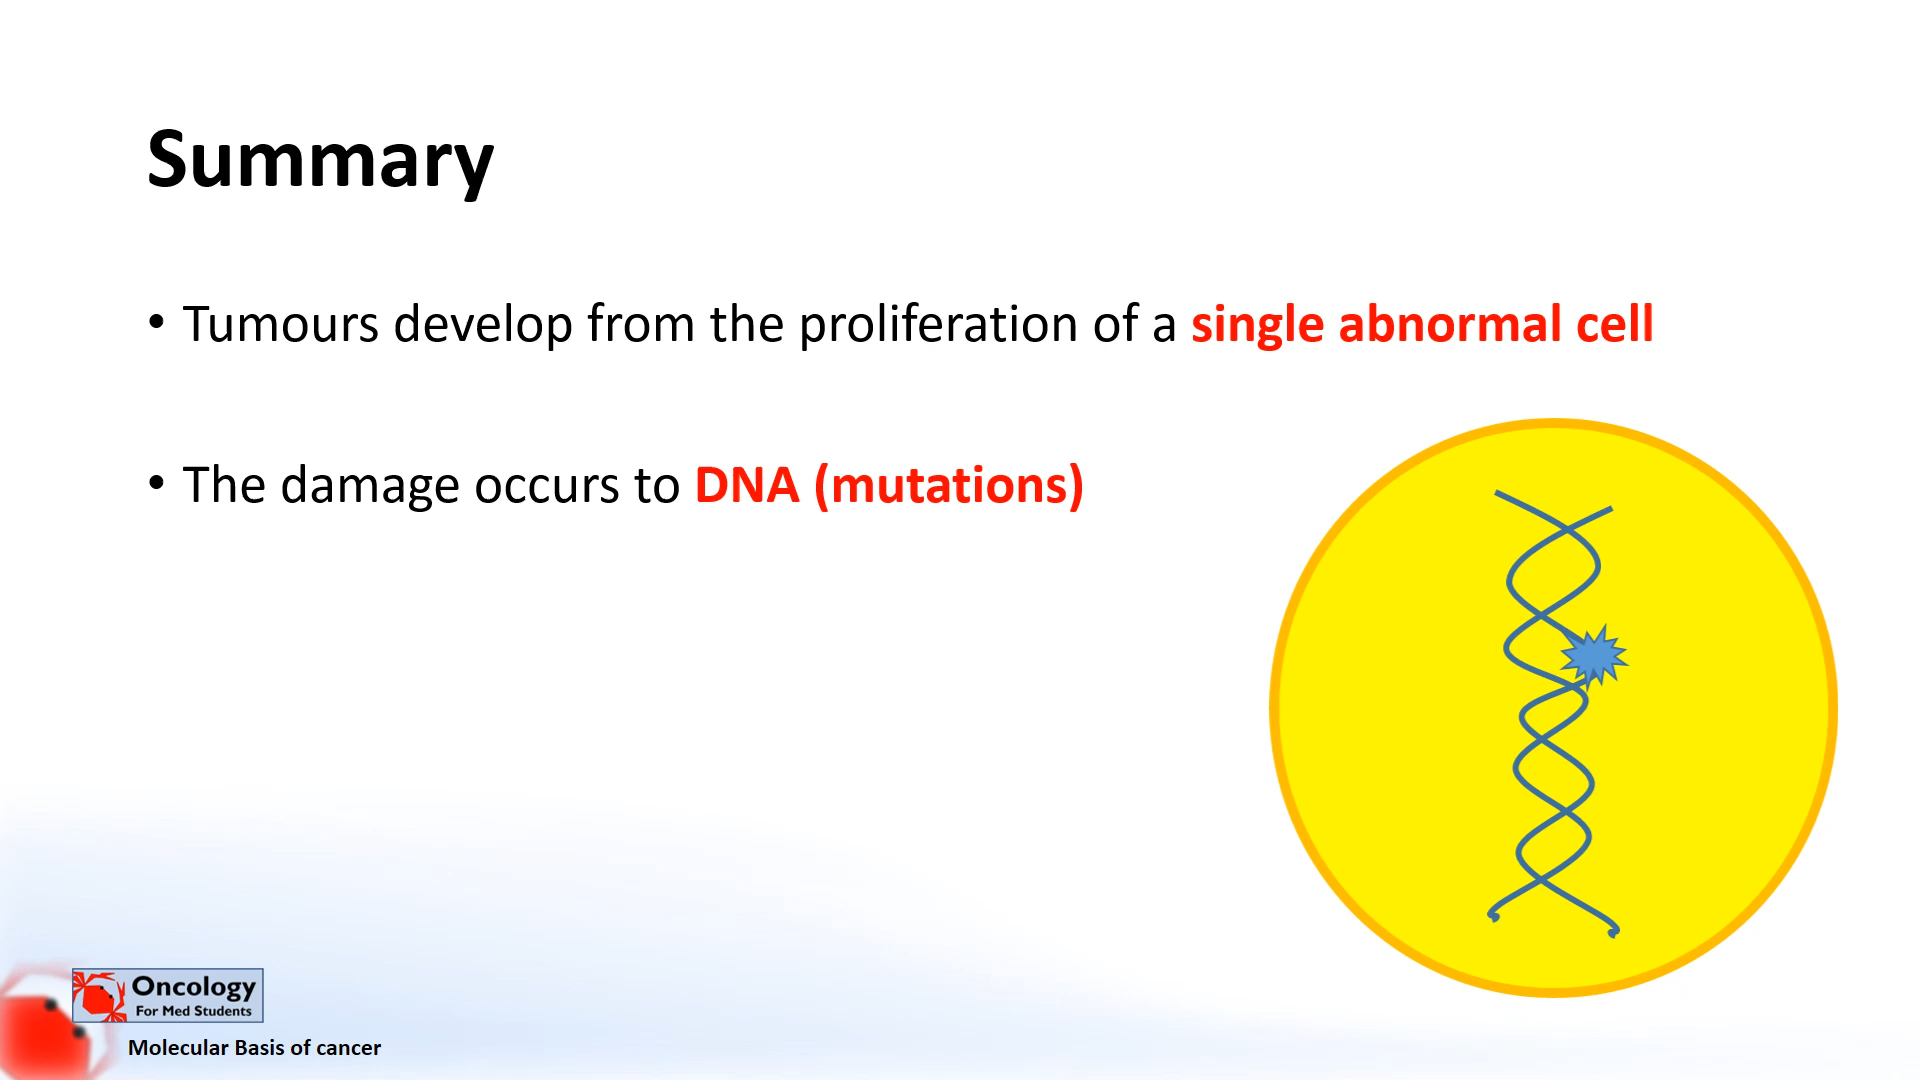 Summary
• Tumours develop from the proliferation of a single abnormal cell
• The damage occurs to DNA (mutations)
Oncology
For Med Students
Molecular Basis of cancer